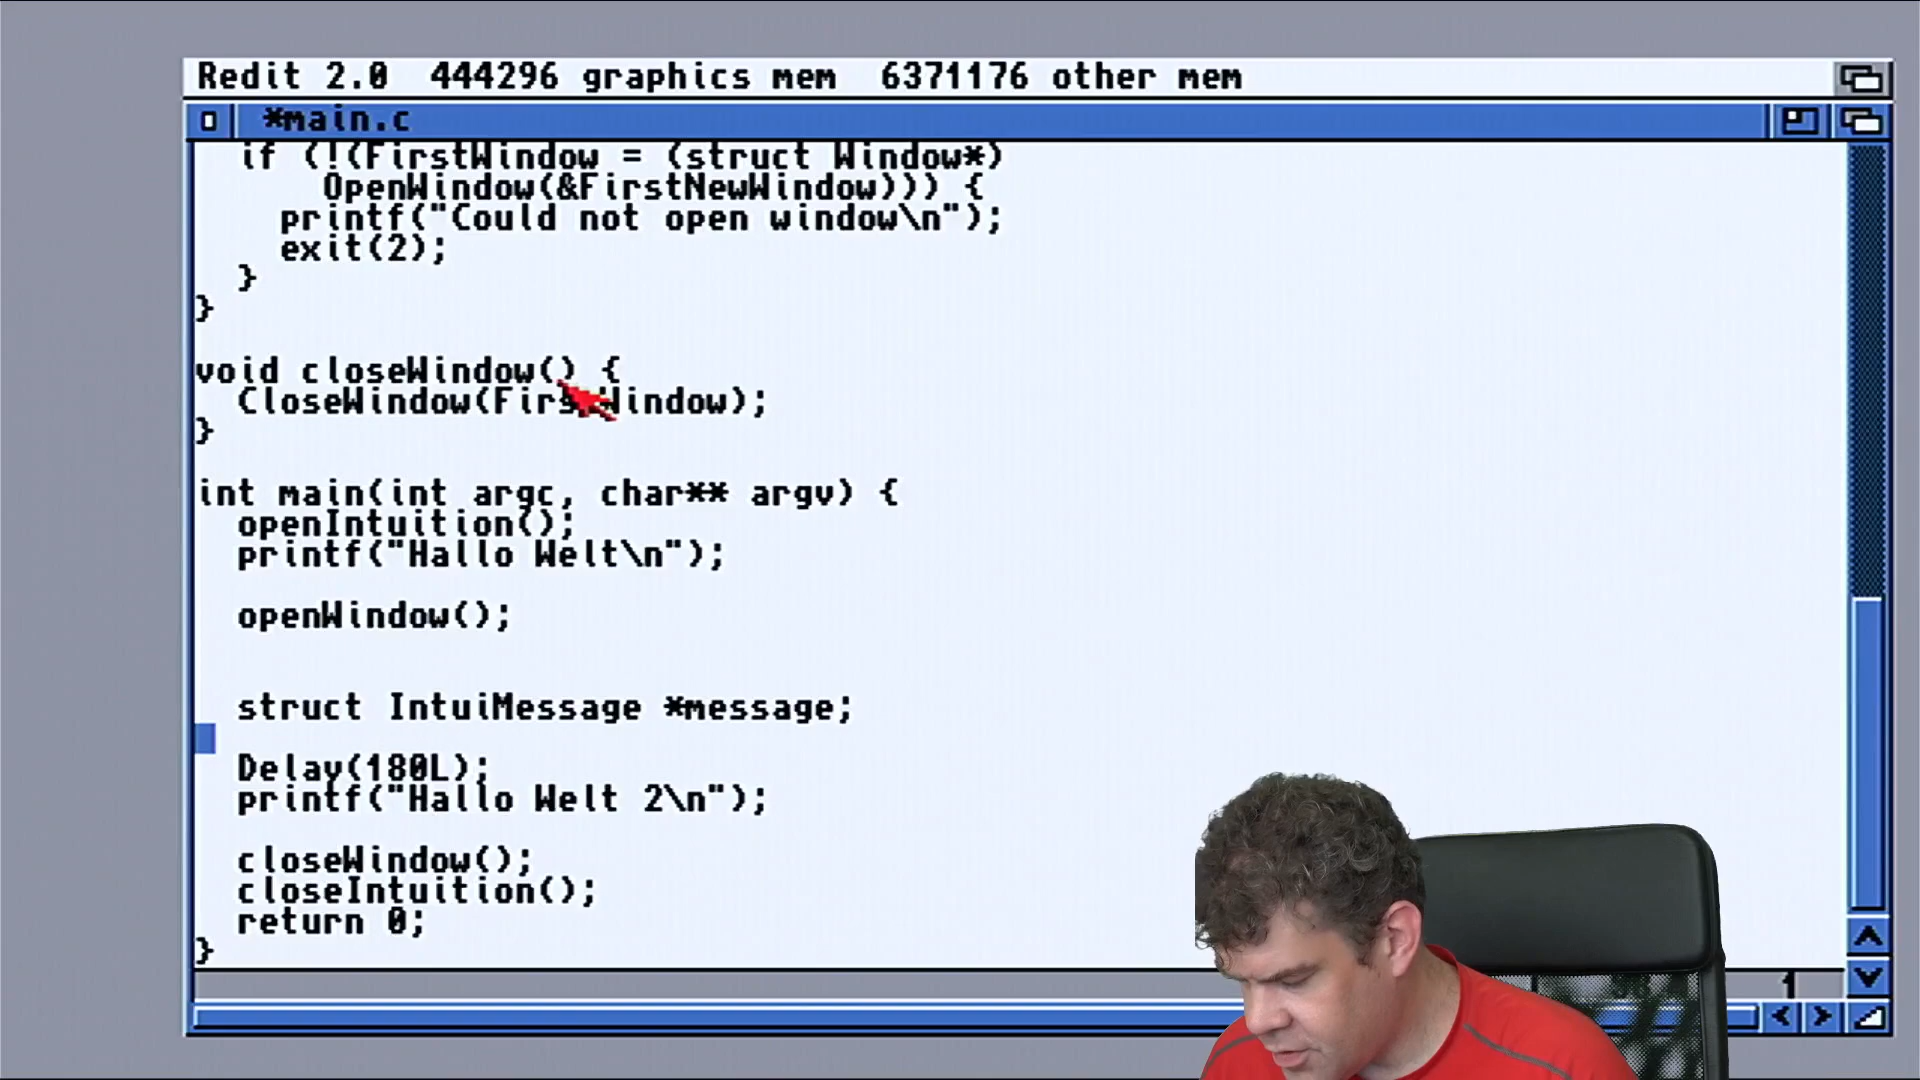 Redit 2.0 444296 graphics mem 6371176 other mem
*main.c
if (!(FirstWindow = (struct Window*)
OpenWindow(&FirstNewWindow))) {
printf("Could not open window\n");
exit(2);
}
}
void closeWindow() {
CloseWindow(FirstWindow);
}
int main(int argc, char** argv) {
openIntuition();
printf("Hallo Welt\n");
openWindow();
struct IntuiMessage *message;
Delay(180L);
printf("Hallo Welt 2\n");
closeWindow();
closeIntuition();
return 0;
}
1